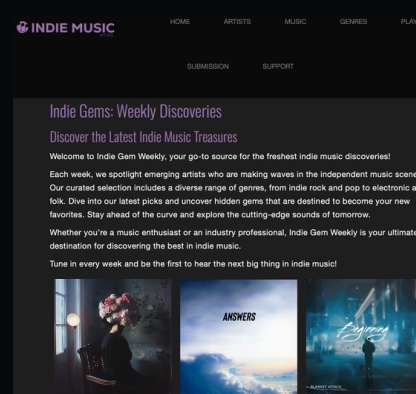 INDIE MUSIC
HOME ARTISTS MUSIC GENRES
SUBMISSION SUPPORT
Indie Gems: Weekly Discoveries
Discover the Latest Indie Music Treasures
Welcome to Indie Gem Weekly, your go-to source for the freshest indie music discoveries!
Each week, we spotlight emerging artists who are making waves in the independent music scene
Our curated selection includes a diverse range of genres, from indie rock and pop to electronic a
folk. Dive into our latest picks and uncover hidden gems that are destined to become your new
favorites. Stay ahead of the curve and explore the cutting-edge sounds of tomorrow.
Whether you're a music enthusiast or an industry professional, Indie Gem Weekly is your ultimate
destination for discovering the best in indie music.
Tune in every week and be the first to hear the next big thing in indie music!
ANSWERS
Beginning
BLANKET ATTACK